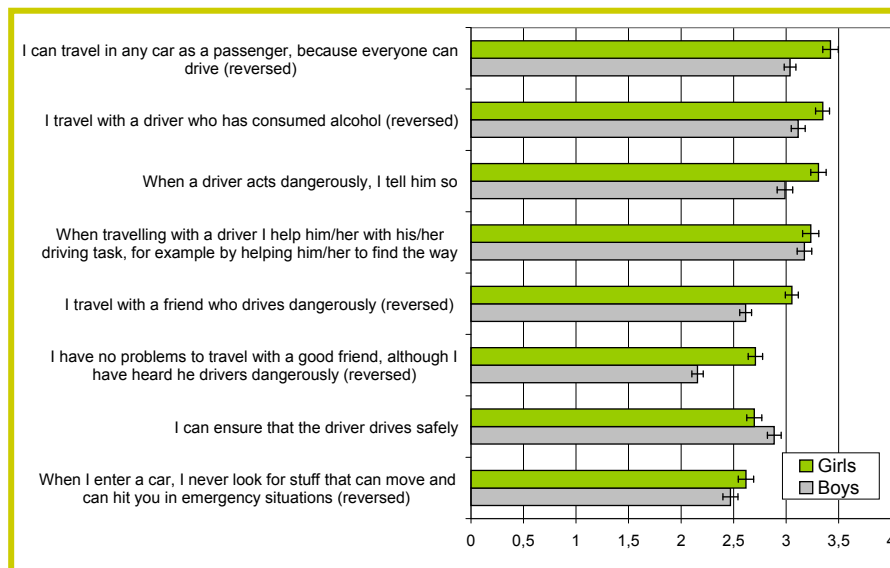 I can travel in any car as a passenger, because everyone can
drive (reversed)
I travel with a driver who has consumed alcohol (reversed)
When a driver acts dangerously, I tell him so
When travelling with a driver I help him/her with his/her
driving task, for example by helping him/her to find the way
I travel with a friend who drives dangerously (reversed)
I have no problems to travel with a good friend, although I
have heard he drivers dangerously (reversed)
I can ensure that the driver drives safely
When I enter a car, I never look for stuff that can move and
can hit you in emergency situations (reversed)
Girls
Boys
0 0,5 1 1,5 2 2,5 3 3,5 4